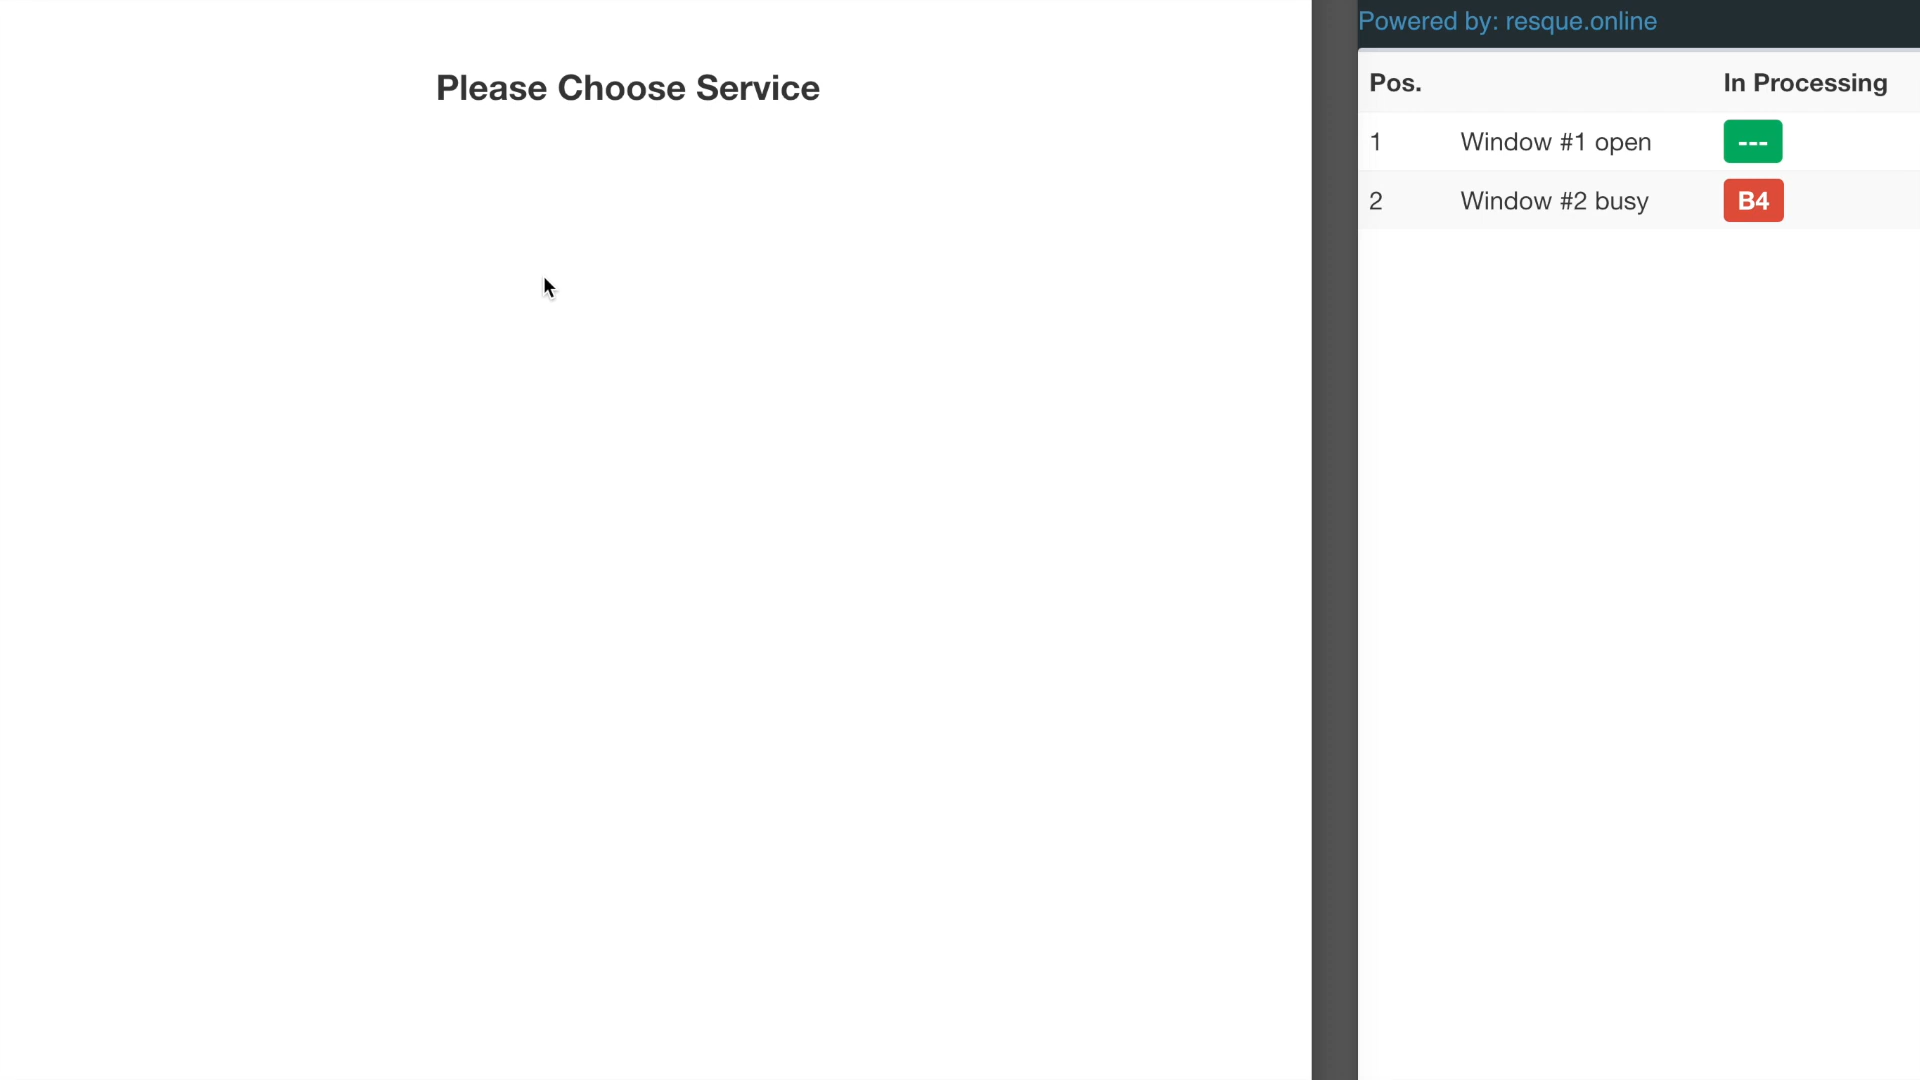 Please Choose Service
Powered by: resque.online
Pos. In Processing
1 Window #1 open ---
2 Window #2 busy B4